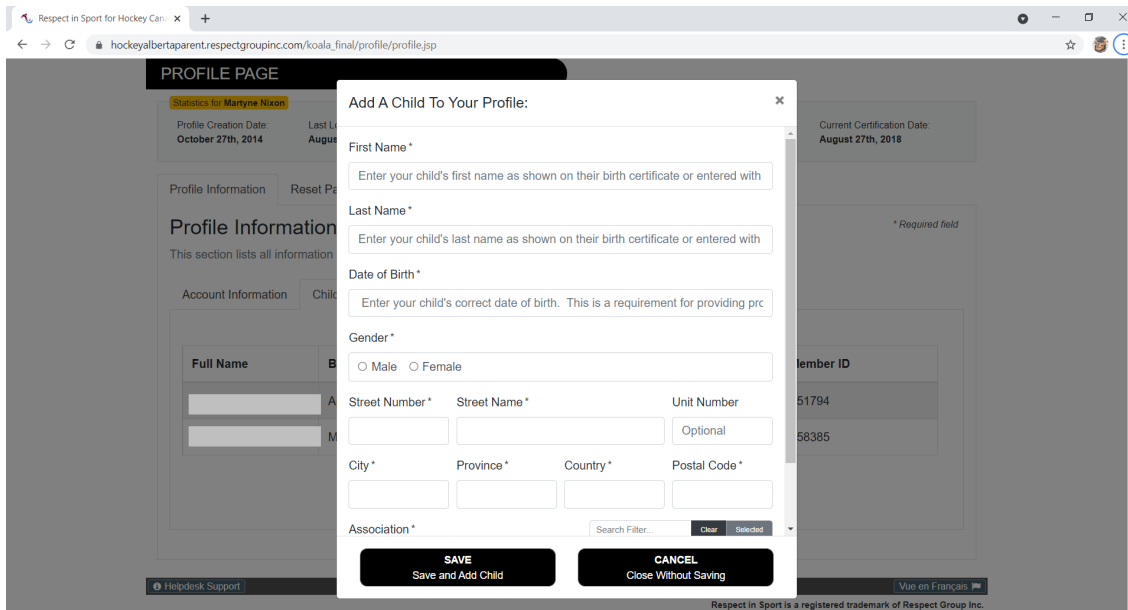 Respect in Sport for Hockey Can
hockeyalbertaparent.respectgroupinc.com/koala_final/profile/profile.jsp
PROFILE PAGE
Statistics for Martyne Nixon
Profile Creation Date:
October 27th, 2014
Last Lo
Augus
Current Certification Date:
August 27th, 2018
Profile Information
Reset Pa
Profile Information
* Required field
This section lists all information
Account Information
Child
Full Name
B
Member ID
A
51794
M
58385
Add A Child To Your Profile:
×
First Name *
Enter your child's first name as shown on their birth certificate or entered with
Last Name *
Enter your child's last name as shown on their birth certificate or entered with
Date of Birth *
Enter your child's correct date of birth. This is a requirement for providing prc
Gender *
Male Female
Street Number * Street Name * Unit Number
Optional
City * Province * Country * Postal Code *
Association *
Search Filter...
Clear
Selected
SAVE
Save and Add Child
CANCEL
Close Without Saving
Helpdesk Support
Vue en Français
Respect in Sport is a registered trademark of Respect Group Inc.